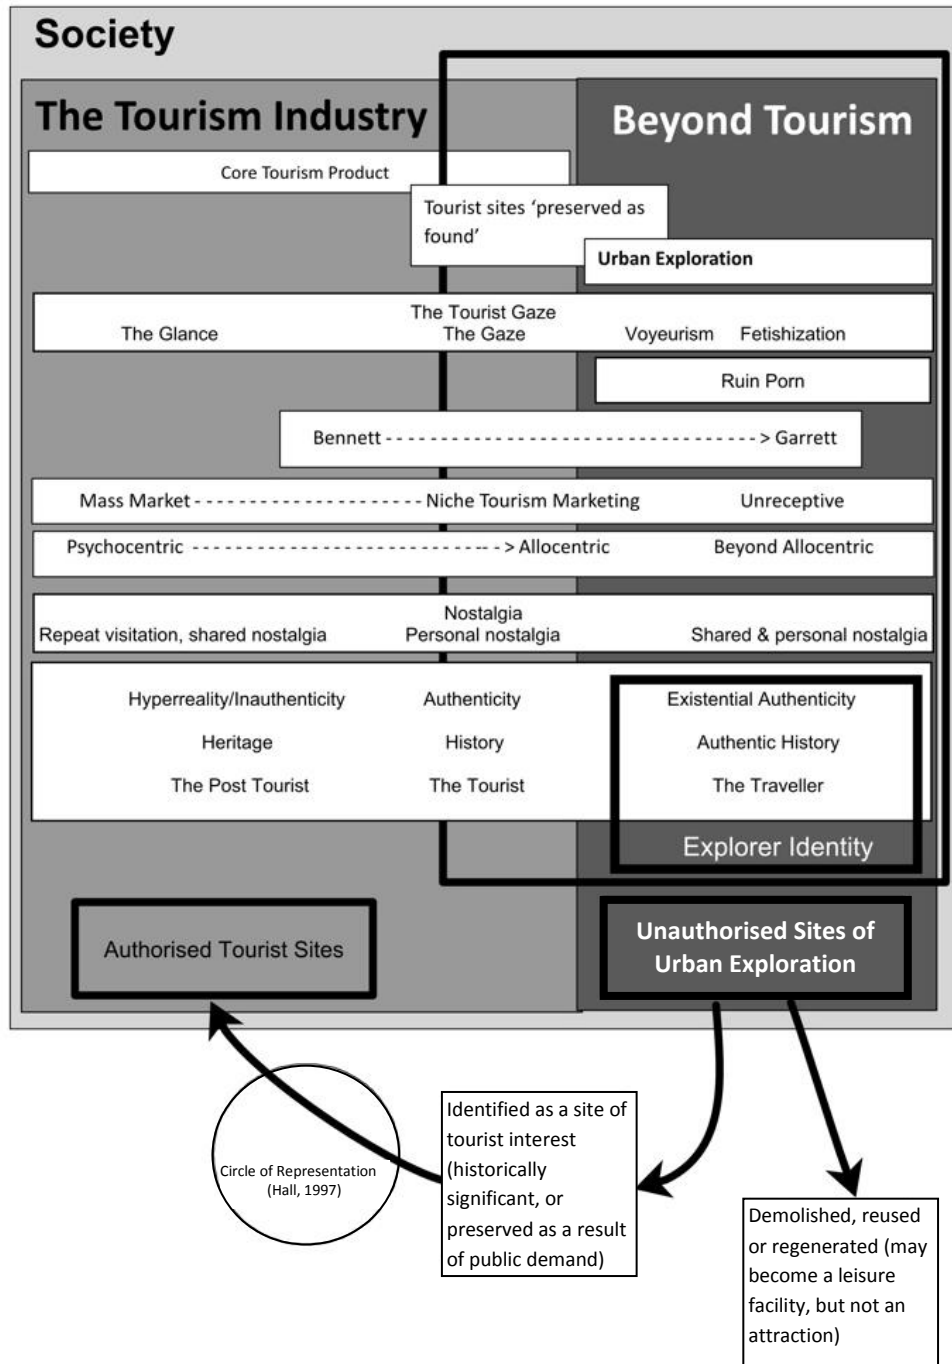 Society
The Tourism Industry
Beyond Tourism
Core Tourism Product
Tourist sites ‘preserved as
found’
Urban Exploration
The Tourist Gaze
The Glance The Gaze Voyeurism Fetishization
Ruin Porn
Bennett - - - - - - - - - - - - - - - - - - - - - - - - - - - - - - - - - - - > Garrett
Mass Market - - - - - - - - - - - - - - - - - - - - - Niche Tourism Marketing Unreceptive
Psychocentric - - - - - - - - - - - - - - - - - - - - - - - - - - - - - > Allocentric Beyond Allocentric
Nostalgia
Repeat visitation, shared nostalgia Personal nostalgia Shared & personal nostalgia
Hyperreality/Inauthenticity Authenticity Existential Authenticity
Heritage History Authentic History
The Post Tourist The Tourist The Traveller
Explorer Identity
Authorised Tourist Sites
Unauthorised Sites of
Urban Exploration
Circle of Representation
(Hall, 1997)
Identified as a site of
tourist interest
(historically
significant, or
preserved as a result
of public demand)
Demolished, reused
or regenerated (may
become a leisure
facility, but not an
attraction)